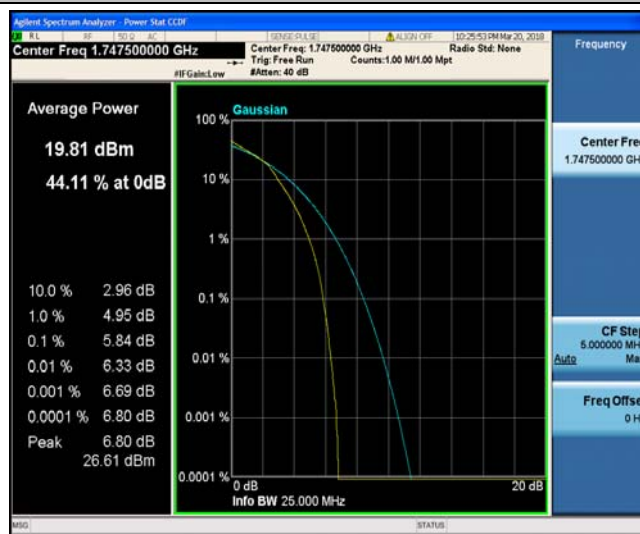 Agilent Spectrum Analyzer - Power Stat CCDF
RL RF 50 Ω AC SENSE:PULSE ALIGN OFF 10:25:53 PM Mar 20, 2018
Center Freq 1.747500000 GHz
Center Freq: 1.747500000 GHz Radio Std: None
Trig: Free Run Counts:1.00 M/1.00 Mpt
#IFGain:Low #Atten: 40 dB
Frequency
Average Power
19.81 dBm
44.11 % at 0dB
10.0 % 2.96 dB
1.0 % 4.95 dB
0.1 % 5.84 dB
0.01 % 6.33 dB
0.001 % 6.69 dB
0.0001 % 6.80 dB
Peak 6.80 dB
26.61 dBm
Gaussian
100 %
10 %
1 %
0.1 %
0.01 %
0.001 %
0.0001 %
0 dB 20 dB
Info BW 25.000 MHz
Center Fre
1.747500000 GH
CF Step
5.000000 MH
Auto Ma
Freq Offse
0 H
MSG STATUS